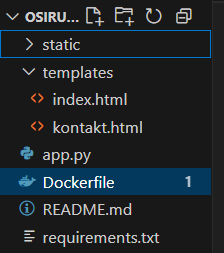 OSIRU...
static
templates
index.html
kontakt.html
app.py
Dockerfile 1
README.md
requirements.txt